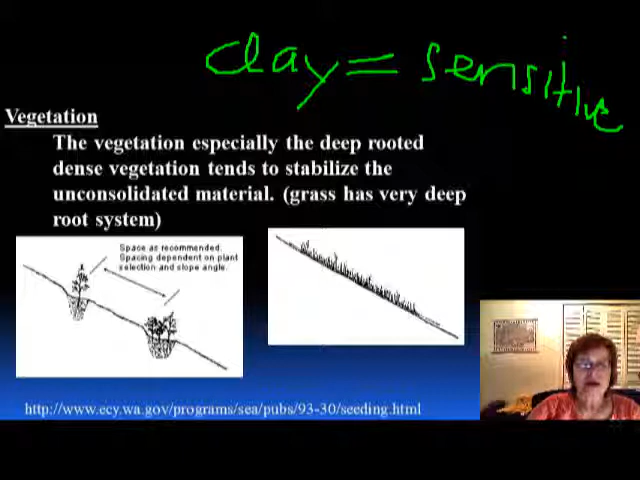 clay = sensitive
Vegetation
The vegetation especially the deep rooted
dense vegetation tends to stabilize the
unconsolidated material. (grass has very deep
root system)
Space as recommended.
Spacing dependent on plant
selection and slope angle.
http://www.ecy.wa.gov/programs/sea/pubs/93-30/seeding.html